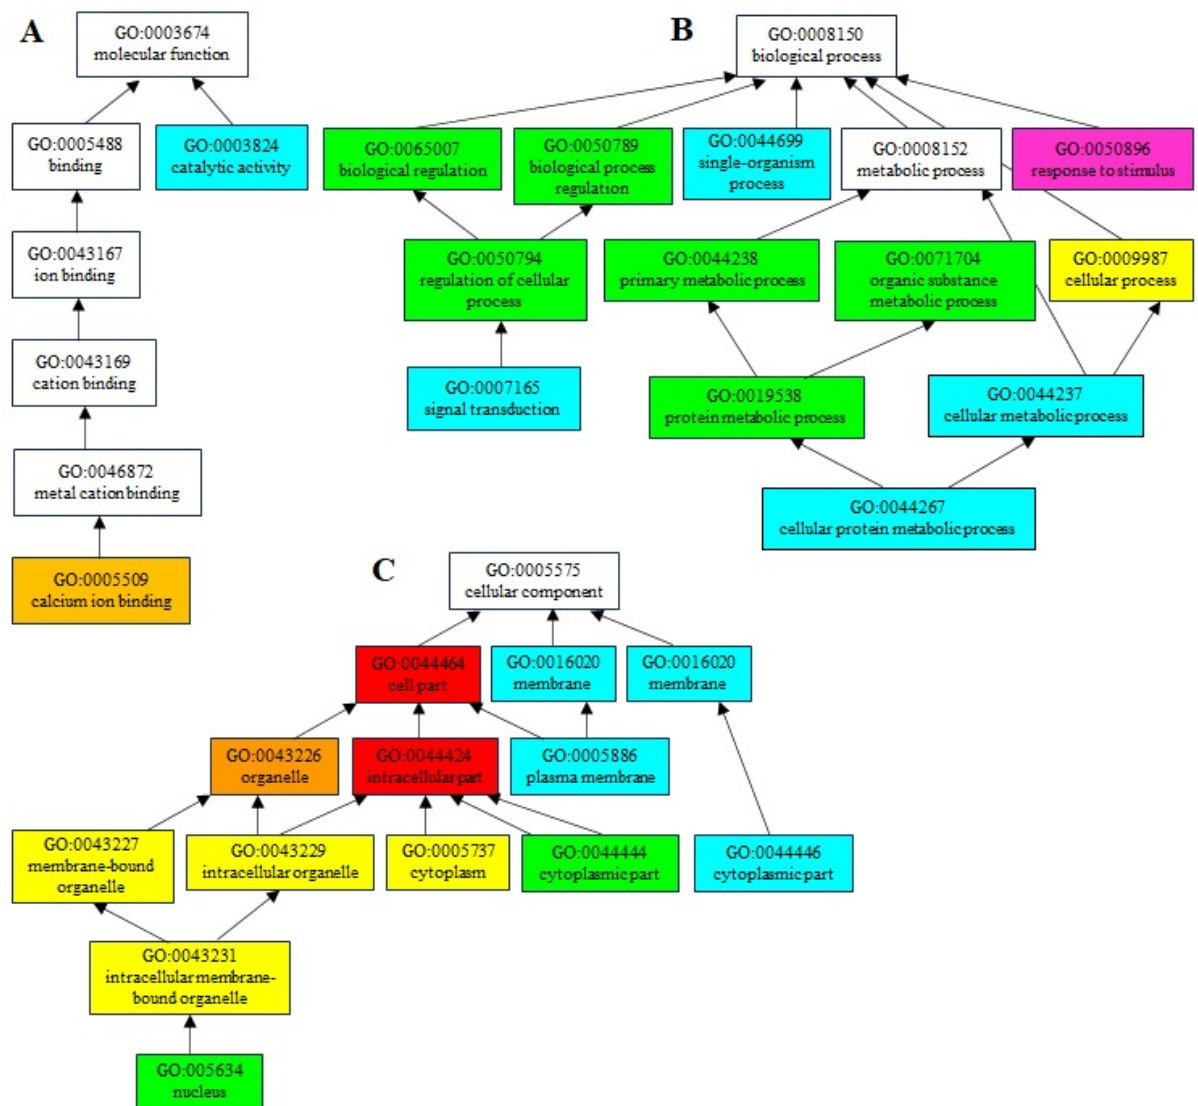 A
GO:0003674
molecular function
GO:0005488
binding
GO:0003824
catalytic activity
GO:0043167
ion binding
GO:0043169
cation binding
GO:0046872
metal cation binding
GO:0005509
calcium ion binding
B
GO:0008150
biological process
GO:0065007
biological regulation
GO:0050789
biological process
regulation
GO:0044699
single-organism
process
GO:0008152
metabolic process
GO:0050896
response to stimulus
GO:0050794
regulation of cellular
process
GO:0044238
primary metabolic process
GO:0071704
organic substance
metabolic process
GO:0009987
cellular process
GO:0007165
signal transduction
GO:0019538
protein metabolic process
GO:0044237
cellular metabolic process
GO:0044267
cellular protein metabolic process
C
GO:0005575
cellular component
GO:0044464
cell part
GO:0016020
membrane
GO:0016020
membrane
GO:0043226
organelle
GO:0044424
intracellular part
GO:0005886
plasma membrane
GO:0043227
membrane-bound
organelle
GO:0043229
intracellular organelle
GO:0005737
cytoplasm
GO:0044444
cytoplasmic part
GO:0044446
cytoplasmic part
GO:0043231
intracellular membrane-
bound organelle
GO:005634
nucleus